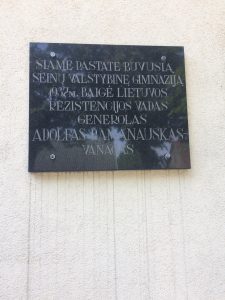 ŠIAME PASTATE BUVUSIĄ
SEINŲ VALSTYBINĘ GIMNAZIJĄ
1937 m. BAIGĖ LIETUVOS
REZISTENCIJOS VADAS
GENEROLAS
ADOLFAS RAMANAUSKAS-
VANAGAS